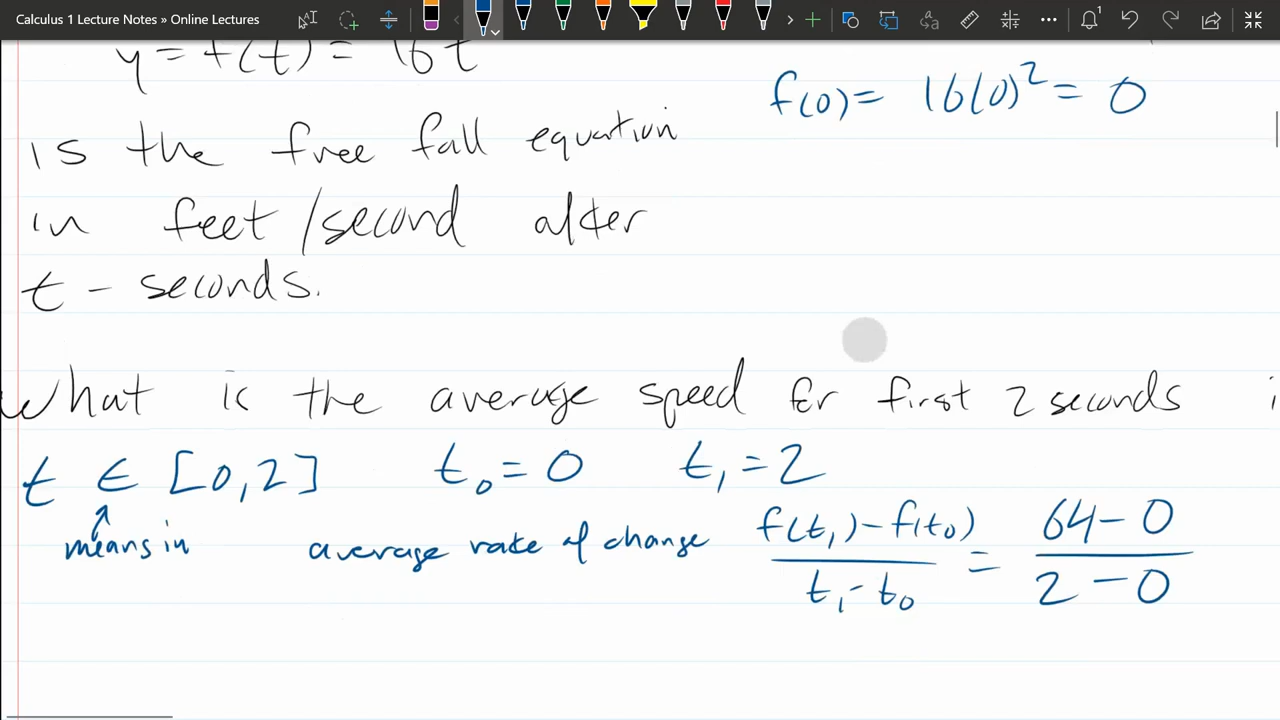 Calculus 1 Lecture Notes » Online Lectures
y = f(t) = 16t
f(0) = 16(0)² = 0
is the free fall equation
in feet/second after
t - seconds.
What is the average speed for first 2 seconds i
t ∈ [0,2] t₀ = 0 t₁ = 2
means in average rate of change f(t₁) - f(t₀) / t₁ - t₀ = 64 - 0 / 2 - 0